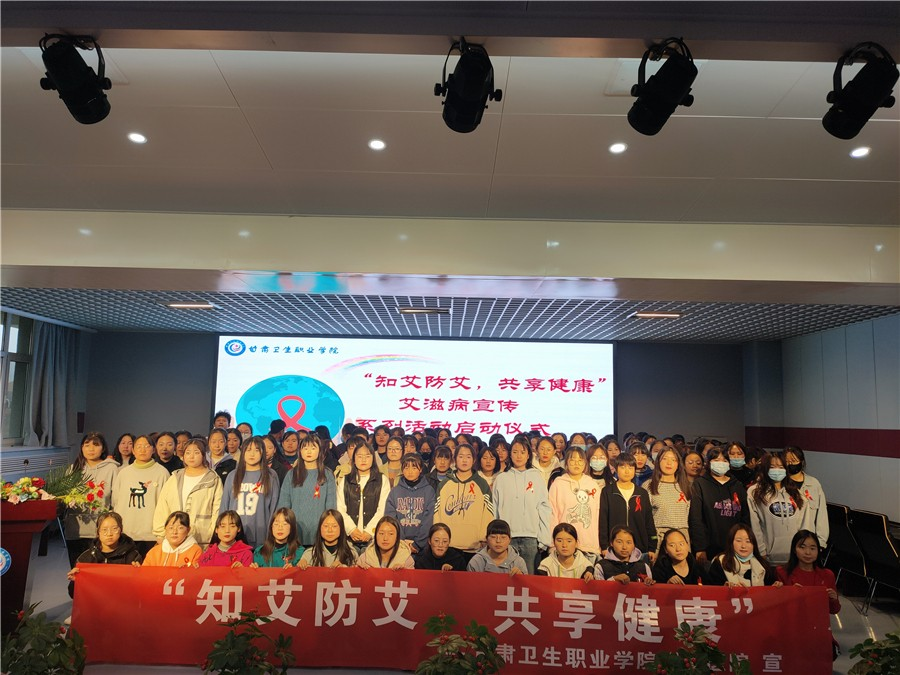 甘肃卫生职业学院
“知艾防艾，共享健康”
艾滋病宣传
系列活动启动仪式
19
“知艾防艾 共享健康”
肃卫生职业学院 宣